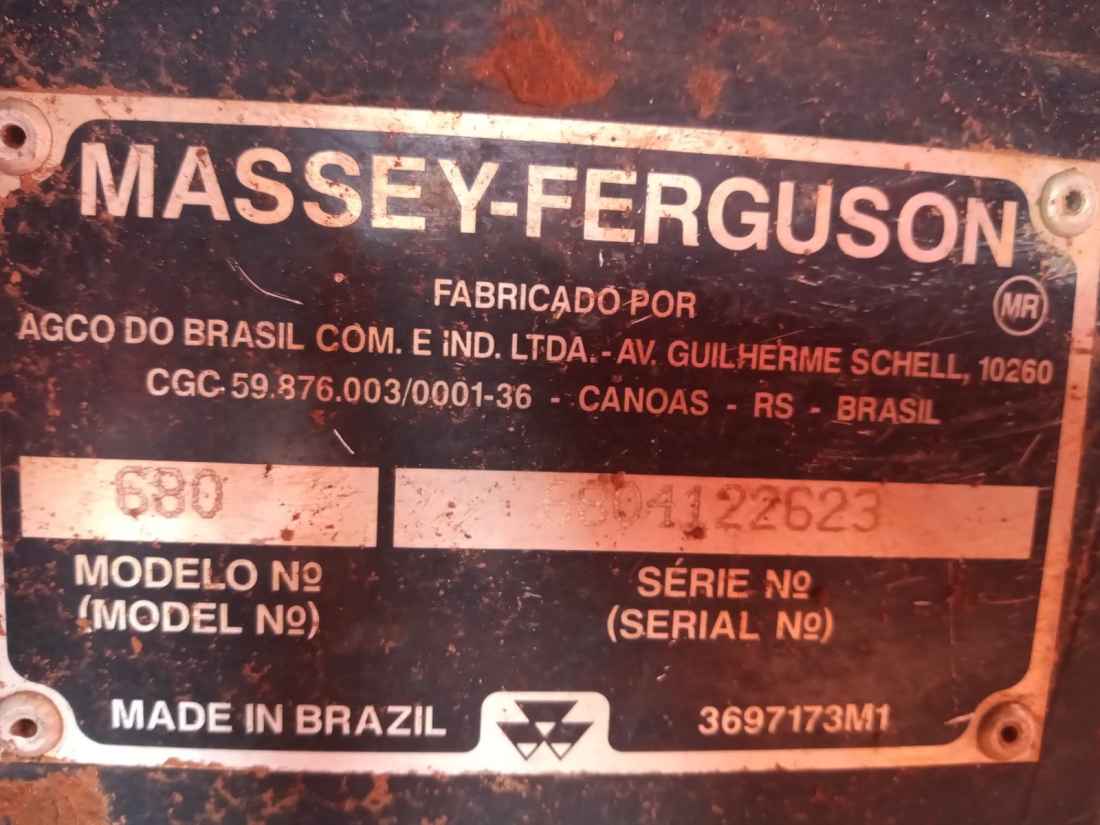 MASSEY-FERGUSON
MR
FABRICADO POR
AGCO DO BRASIL COM. E IND. LTDA. - AV. GUILHERME SCHELL, 10260
CGC-59.876.003/0001-36 - CANOAS - RS - BRASIL
680
MODELO Nº
(MODEL Nº)
SÉRIE Nº
(SERIAL Nº)
MADE IN BRAZIL
3697173M1